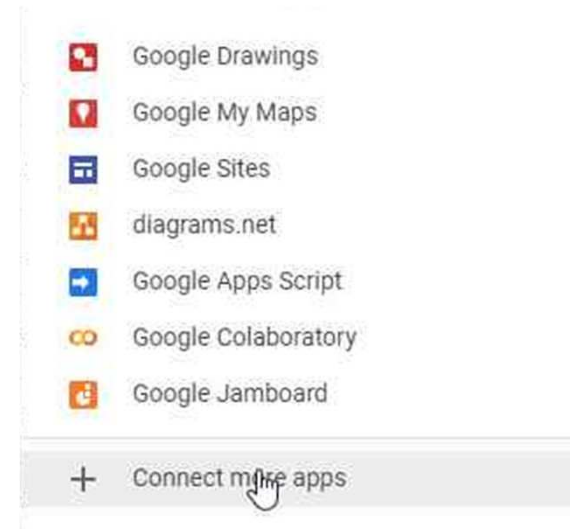 Google Drawings
Google My Maps
Google Sites
diagrams.net
Google Apps Script
Google Colaboratory
Google Jamboard
Connect more apps